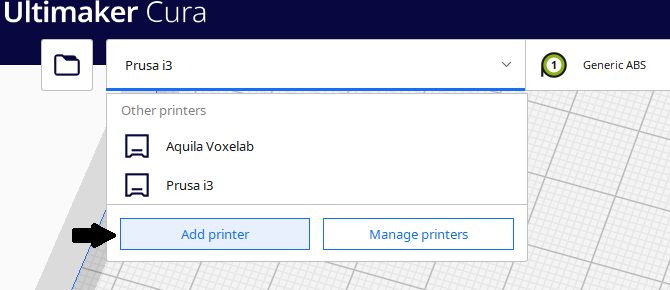 Ultimaker Cura
Prusa i3
1
Generic ABS
Other printers
Aquila Voxelab
Prusa i3
Add printer
Manage printers